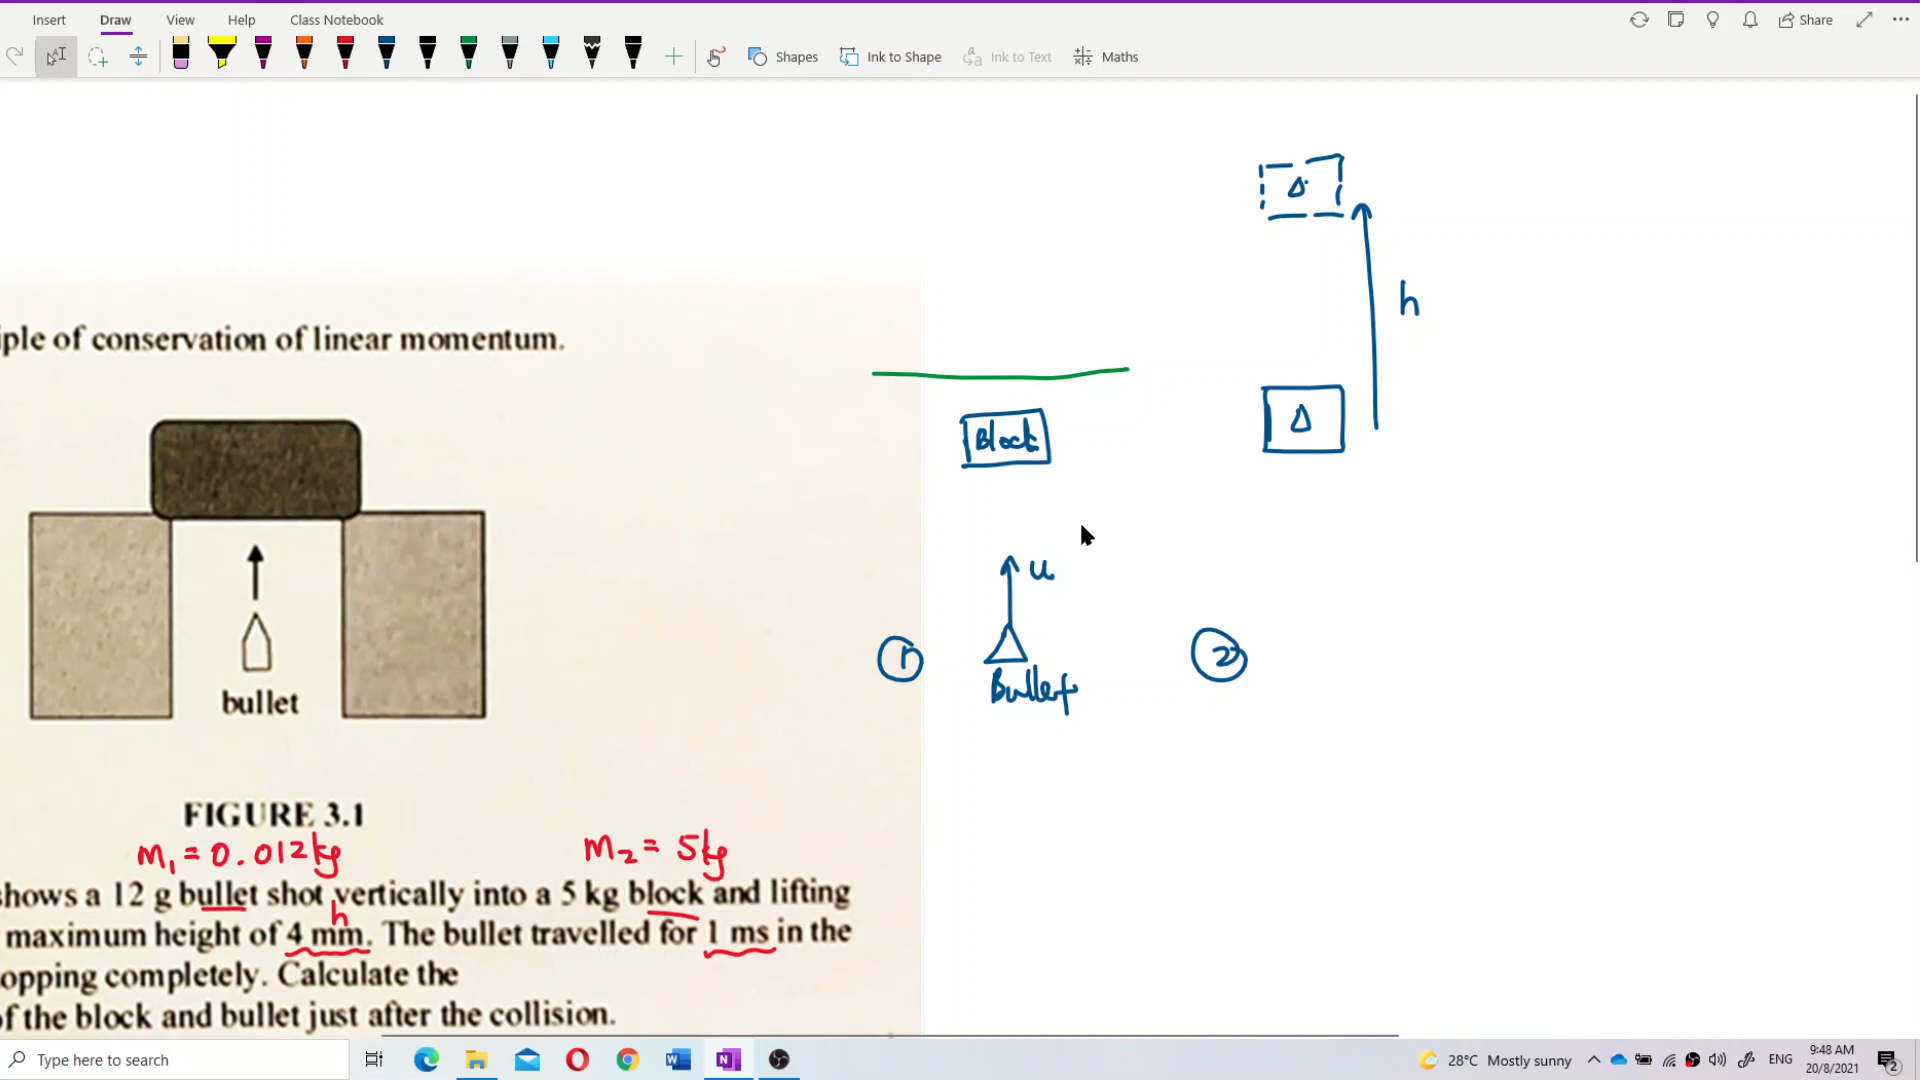 Insert Draw View Help Class Notebook
Share
Shapes Ink to Shape Ink to Text Maths
h
iple of conservation of linear momentum.
Block
u
1
2
Bullet
bullet
FIGURE 3.1
m₁ = 0.012kg m₂ = 5kg
shows a 12 g bullet shot vertically into a 5 kg block and lifting
h
maximum height of 4 mm. The bullet travelled for 1 ms in the
opping completely. Calculate the
of the block and bullet just after the collision.
Type here to search
28°C Mostly sunny
ENG
9:48 AM
20/8/2021
2